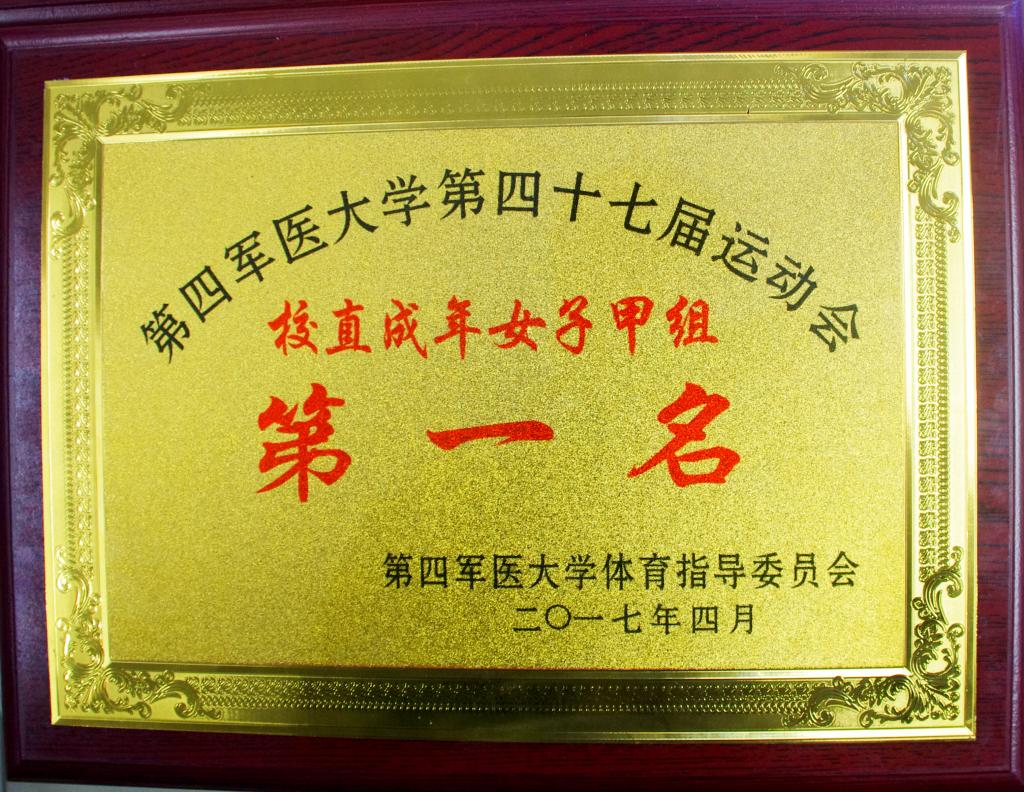 第四军医大学第四十七届运动会
校直成年女子甲组
第一名
第四军医大学体育指导委员会
二〇一七年四月